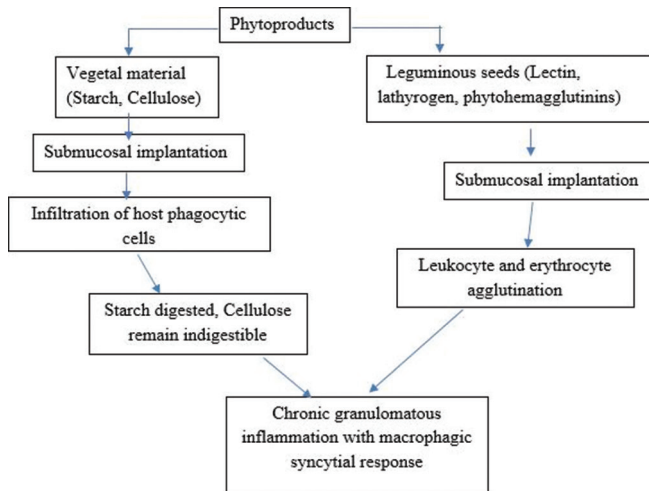 Phytoproducts
Vegetal material
(Starch, Cellulose)
Leguminous seeds (Lectin,
lathyrogen, phytohemagglutinins)
Submucosal implantation
Submucosal implantation
Infiltration of host phagocytic
cells
Leukocyte and erythrocyte
agglutination
Starch digested, Cellulose
remain indigestible
Chronic granulomatous
inflammation with macrophagic
syncytial response